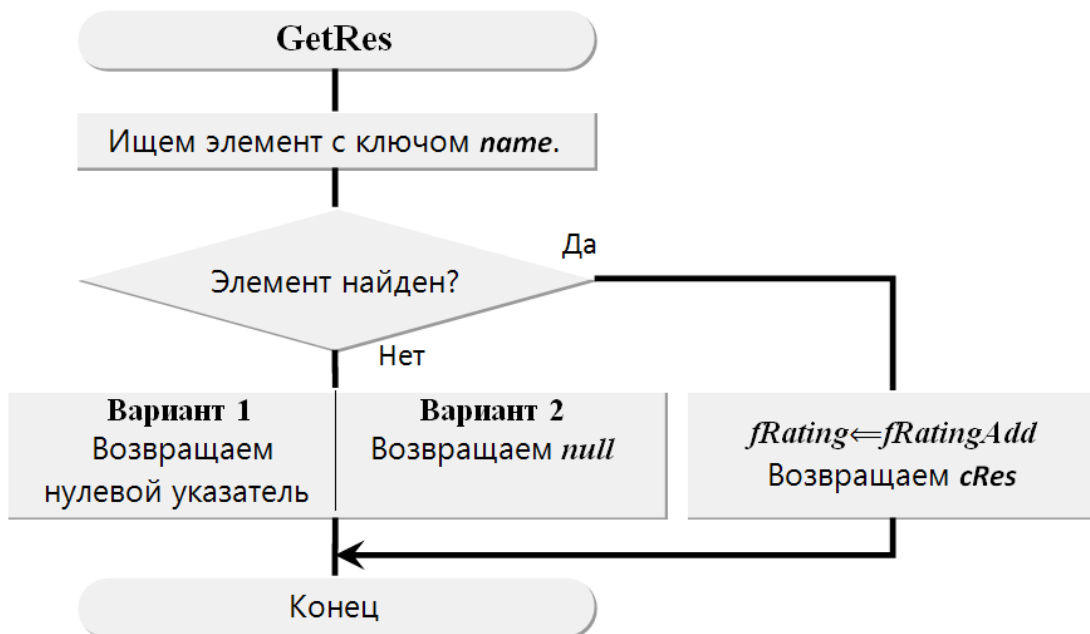 GetRes
Ищем элемент с ключом name.
Элемент найден?
Да
Нет
Вариант 1
Возвращаем
нулевой указатель
Вариант 2
Возвращаем null
fRating⇐fRatingAdd
Возвращаем cRes
Конец